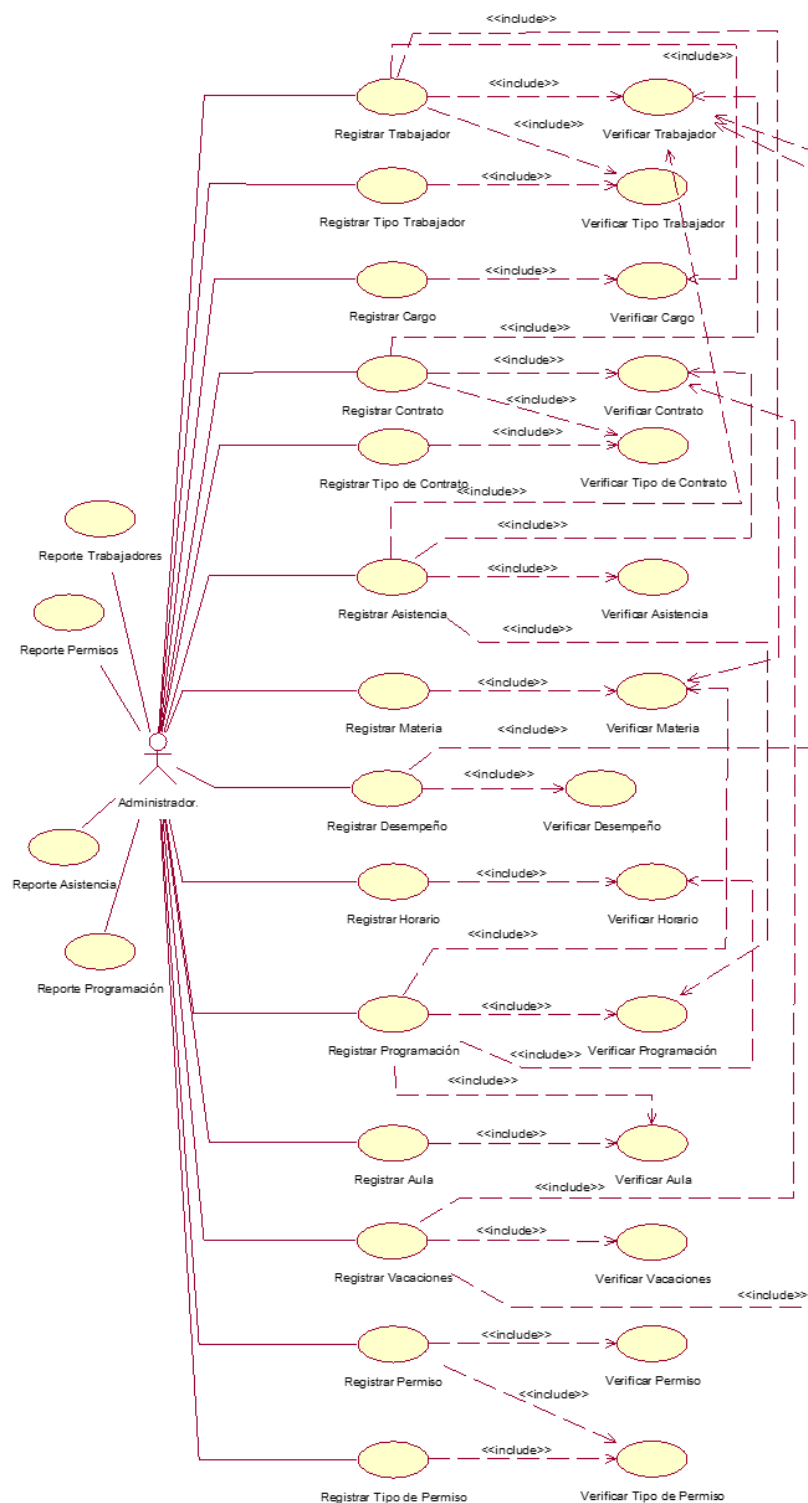 <<include>>
<<include>>
<<include>>
Registrar Trabajador
<<include>>
Verificar Trabajador
<<include>>
Registrar Tipo Trabajador
Verificar Tipo Trabajador
<<include>>
Registrar Cargo
Verificar Cargo
<<include>>
Registrar Contrato
<<include>>
Verificar Contrato
<<include>>
Registrar Tipo de Contrato
Verificar Tipo de Contrato
<<include>>
Reporte Trabajadores
<<include>>
Registrar Asistencia
Verificar Asistencia
<<include>>
Reporte Permisos
<<include>>
Registrar Materia
Verificar Materia
<<include>>
Administrador.
<<include>>
Registrar Desempeño
Verificar Desempeño
Reporte Asistencia
<<include>>
Registrar Horario
Verificar Horario
<<include>>
Reporte Programación
<<include>>
Registrar Programación
Verificar Programación
<<include>>
<<include>>
<<include>>
Registrar Aula
Verificar Aula
<<include>>
<<include>>
Registrar Vacaciones
Verificar Vacaciones
<<include>>
<<include>>
Registrar Permiso
Verificar Permiso
<<include>>
<<include>>
Registrar Tipo de Permiso
Verificar Tipo de Permiso